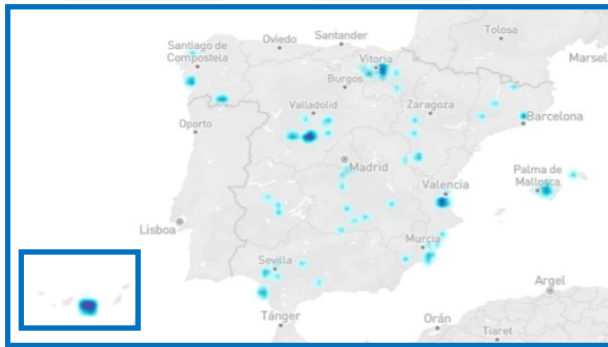 Tolosa
Santander
Oviedo
Santiago de
Compostela
Marsel
Vitoria
Burgos
Valladolid
Zaragoza
Barcelona
Oporto
Madrid
Palma de
Mallosca
Valencia
Lisboa
Murcia
Sevilla
Argel
Tánger
Orán
Tiaret